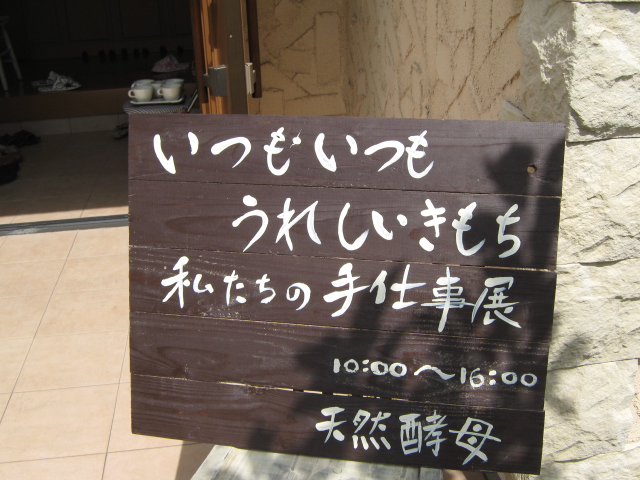 いつもいつも
うれしいきもち
私たちの手仕事展
10:00〜16:00
天然酵母